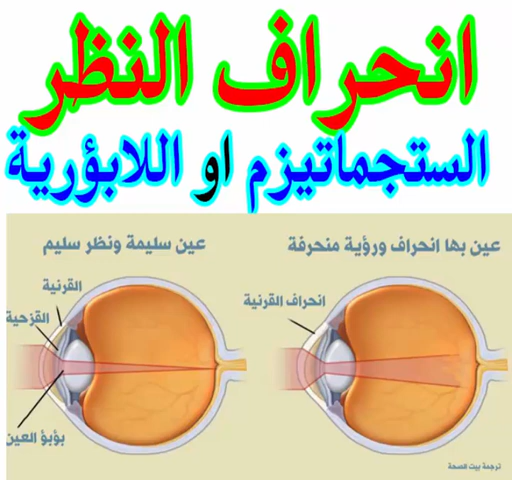 انحراف النظر
الستجماتيزم او اللابؤرية
عين بها انحراف ورؤية منحرفة
انحراف القرنية
عين سليمة ونظر سليم
القرنية
القزحية
بؤبؤ العين
ترجمة بيت الصحة